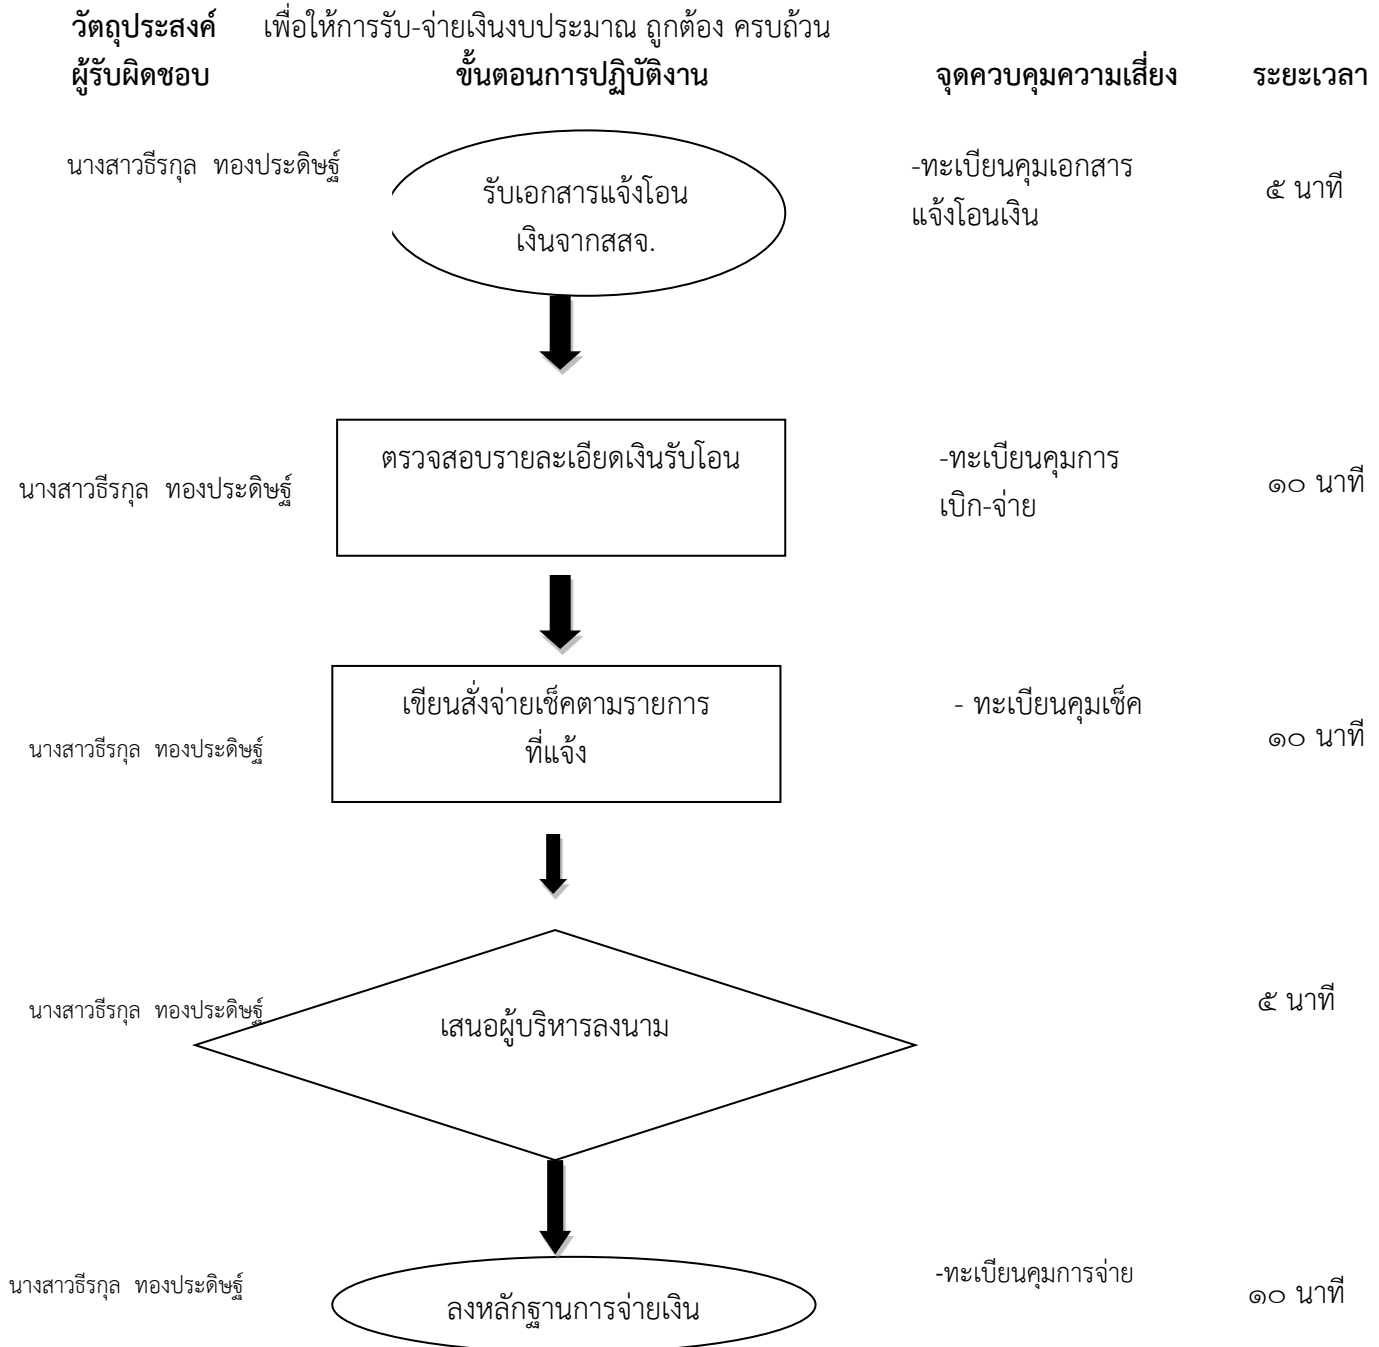 วัตถุประสงค์ เพื่อให้การรับ-จ่ายเงินงบประมาณ ถูกต้อง ครบถ้วน
ผู้รับผิดชอบ ขั้นตอนการปฏิบัติงาน จุดควบคุมความเสี่ยง ระยะเวลา
นางสาวธีรกุล ทองประดิษฐ์
รับเอกสารแจ้งโอน
เงินจากสสจ.
-ทะเบียนคุมเอกสาร
แจ้งโอนเงิน
๕ นาที
นางสาวธีรกุล ทองประดิษฐ์
ตรวจสอบรายละเอียดเงินรับโอน
-ทะเบียนคุมการ
เบิก-จ่าย
๑๐ นาที
นางสาวธีรกุล ทองประดิษฐ์
เขียนสั่งจ่ายเช็คตามรายการ
ที่แจ้ง
- ทะเบียนคุมเช็ค
๑๐ นาที
นางสาวธีรกุล ทองประดิษฐ์
เสนอผู้บริหารลงนาม
๕ นาที
นางสาวธีรกุล ทองประดิษฐ์
ลงหลักฐานการจ่ายเงิน
-ทะเบียนคุมการจ่าย
๑๐ นาที